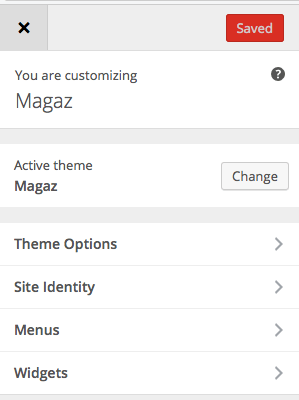 Saved
You are customizing
Magaz
Active theme
Magaz
Change
Theme Options
Site Identity
Menus
Widgets